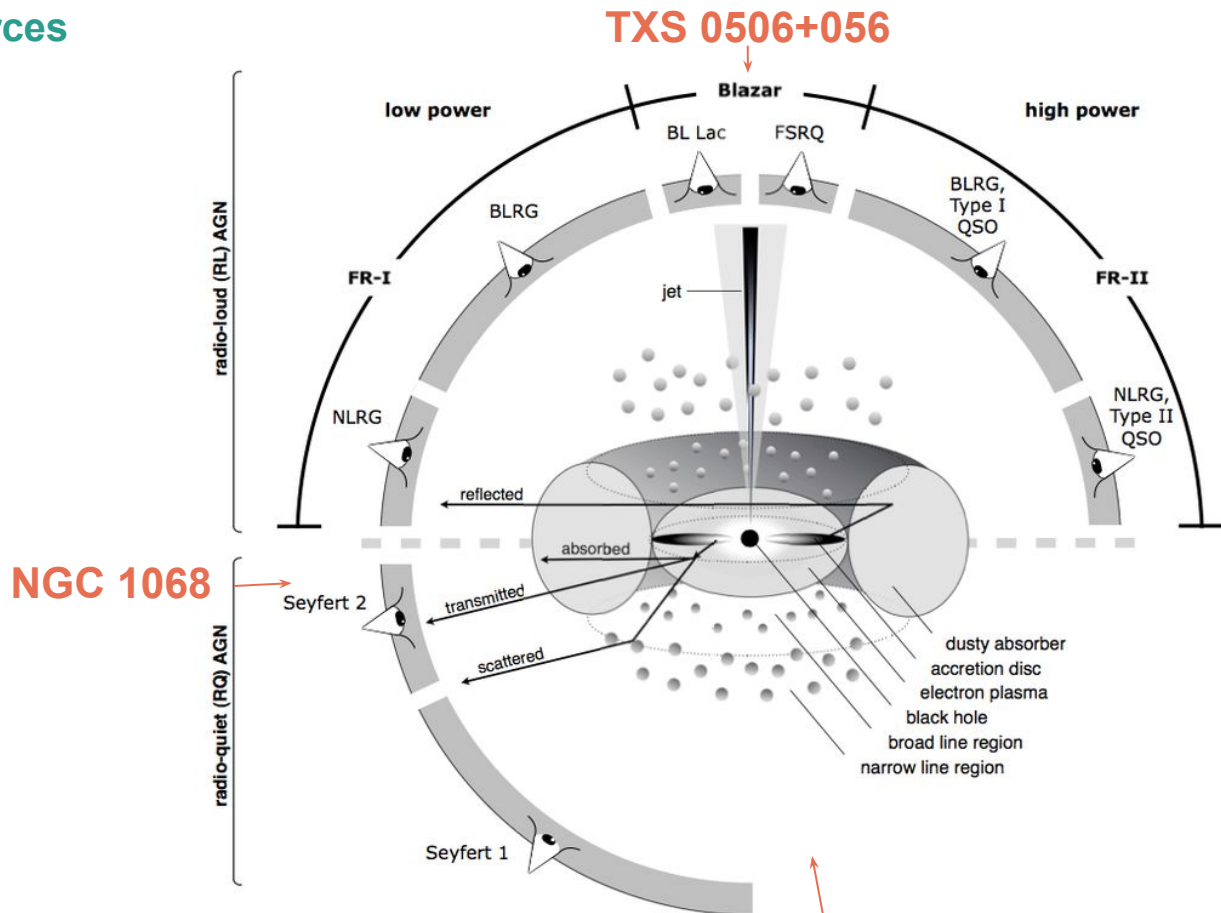 rces
TXS 0506+056
Blazar
low power
high power
BL Lac
FSRQ
BLRG
BLRG,
Type I
QSO
FR-I
FR-II
jet
radio-loud (RL) AGN
NLRG
NLRG,
Type II
QSO
reflected
absorbed
NGC 1068
Seyfert 2
transmitted
scattered
radio-quiet (RQ) AGN
dusty absorber
accretion disc
electron plasma
black hole
broad line region
narrow line region
Seyfert 1